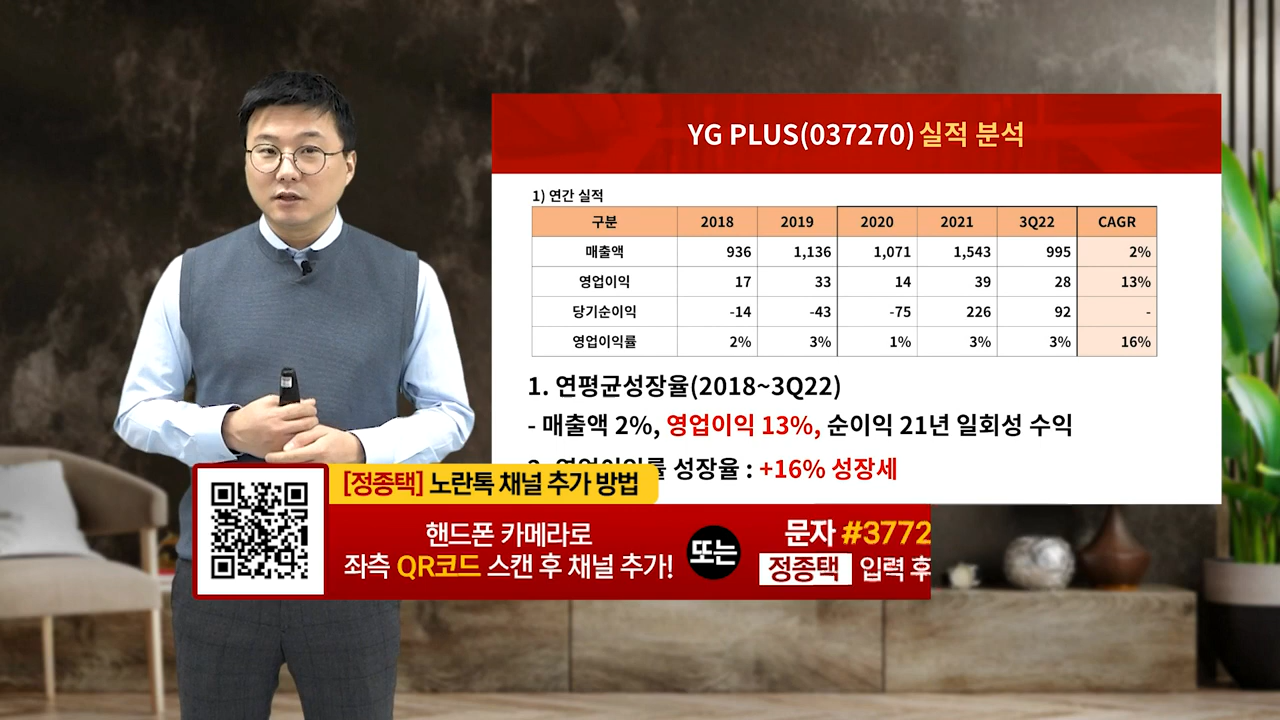 YG PLUS(037270) 실적 분석
1) 연간 실적
구분 2018 2019 2020 2021 3Q22 CAGR
매출액 936 1,136 1,071 1,543 995 2%
영업이익 17 33 14 39 28 13%
당기순이익 -14 -43 -75 226 92 -
영업이익률 2% 3% 1% 3% 3% 16%
1. 연평균성장율(2018~3Q22)
- 매출액 2%, 영업이익 13%, 순이익 21년 일회성 수익
성장율 : +16% 성장세
[정종택] 노란톡 채널 추가 방법
핸드폰 카메라로
좌측 QR코드 스캔 후 채널 추가!
또는
문자 #3772
정종택 입력 후